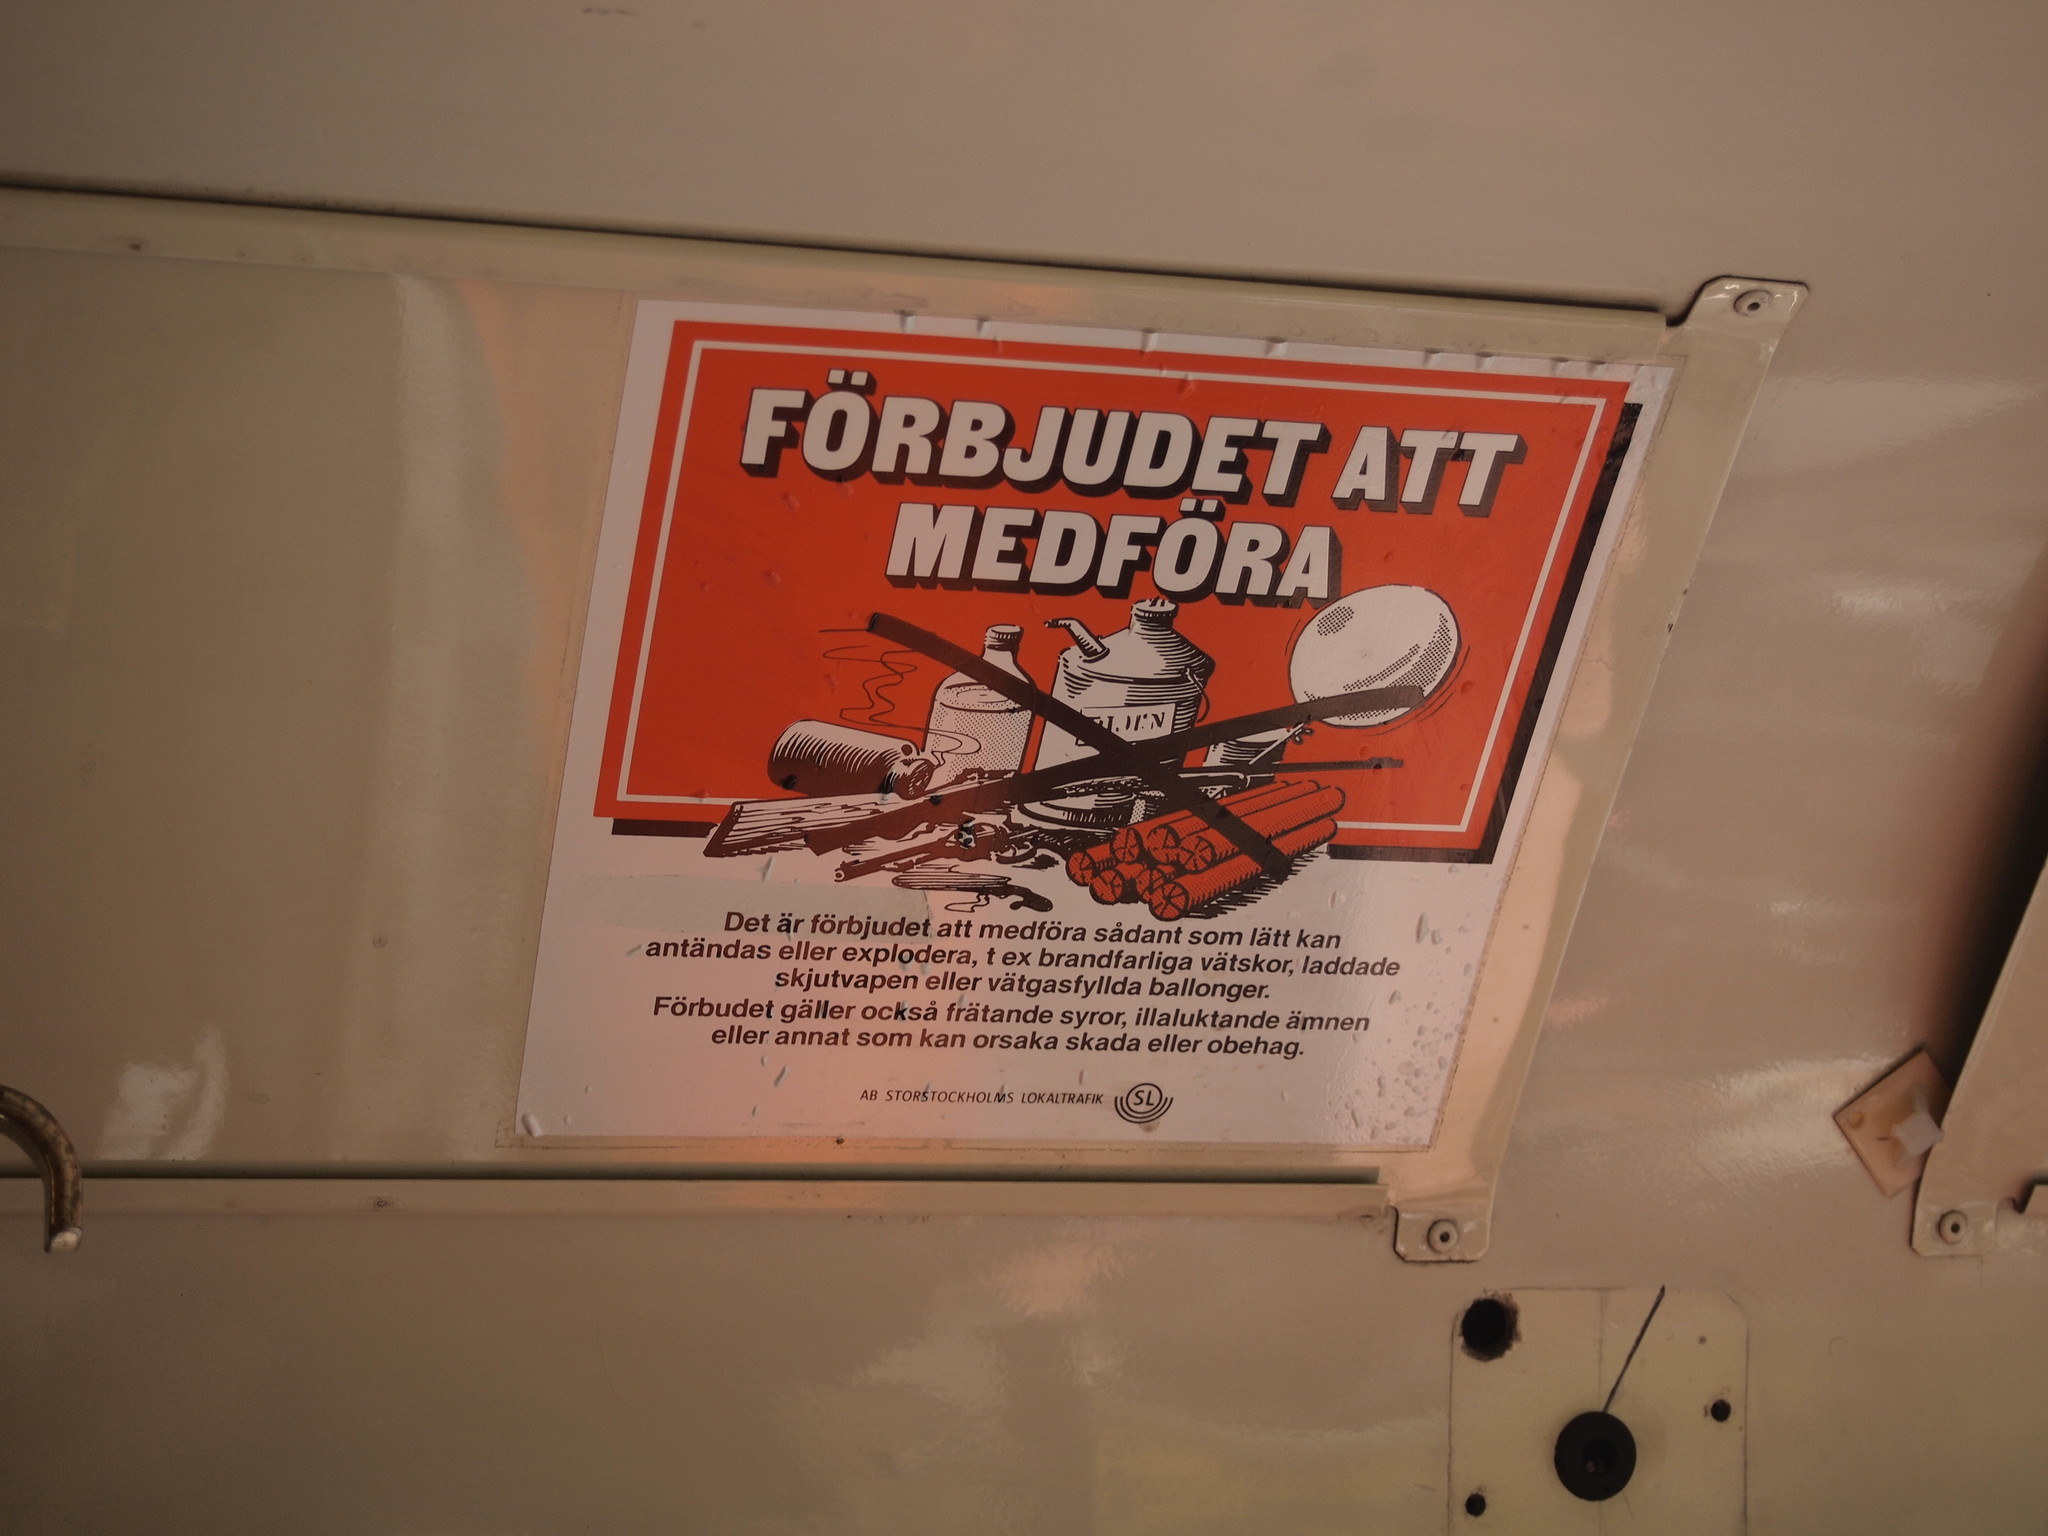 FÖRBJUDET ATT
MEDFÖRA
Det är förbjudet att medföra sådant som lätt kan
antändas eller explodera, t ex brandfarliga vätskor, laddade
skjutvapen eller vätgasfyllda ballonger.
Förbudet gäller också frätande syror, illaluktande ämnen
eller annat som kan orsaka skada eller obehag.
AB STORSTOCKHOLMS LOKALTRAFIK SL